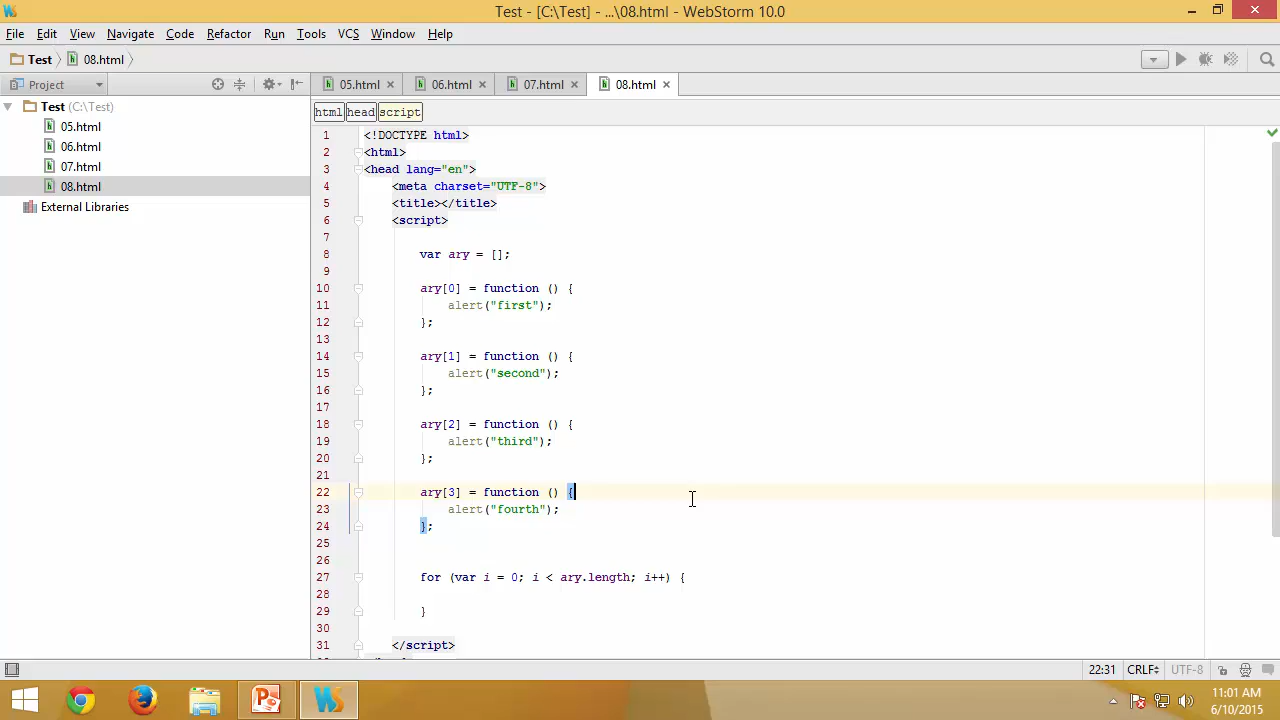 Test - [C:\Test] - ...\08.html - WebStorm 10.0
File Edit View Navigate Code Refactor Run Tools VCS Window Help
Test 08.html
Project
05.html 06.html 07.html 08.html
Test (C:\Test)
05.html
06.html
07.html
08.html
External Libraries
html head script
1 <!DOCTYPE html>
2 <html>
3 <head lang="en">
4 <meta charset="UTF-8">
5 <title></title>
6 <script>
7
8 var ary = [];
9
10 ary[0] = function () {
11 alert("first");
12 };
13
14 ary[1] = function () {
15 alert("second");
16 };
17
18 ary[2] = function () {
19 alert("third");
20 };
21
22 ary[3] = function () {
23 alert("fourth");
24 };
25
26
27 for (var i = 0; i < ary.length; i++) {
28
29 }
30
31 </script>
22:31 CRLF UTF-8
11:01 AM
6/10/2015